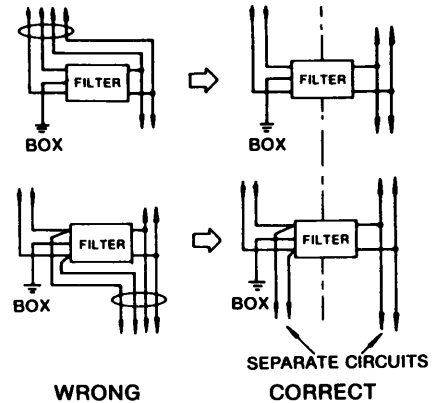 FILTER
BOX
FILTER
BOX
FILTER
BOX
FILTER
BOX
SEPARATE CIRCUITS
WRONG
CORRECT